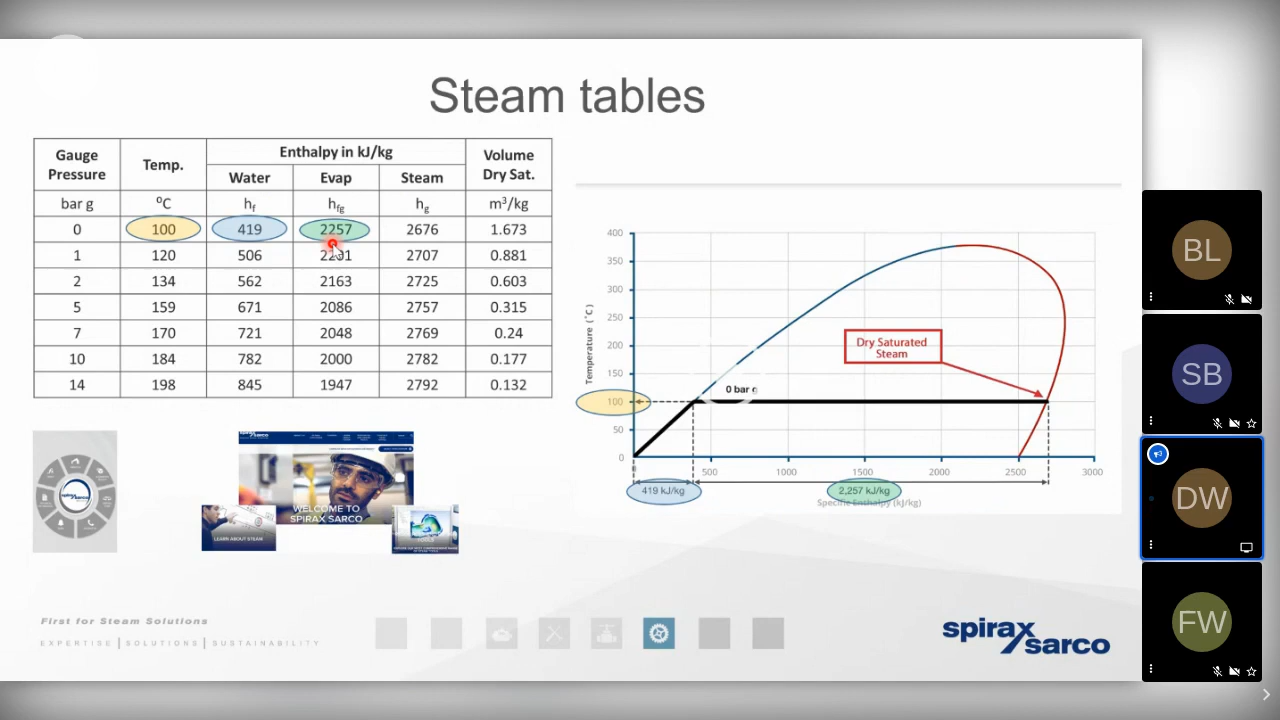 Steam tables
Gauge Pressure Temp. Enthalpy in kJ/kg Volume Dry Sat.
Water Evap Steam
bar g ⁰C hf hfg hg m³/kg
0 100 419 2257 2676 1.673
1 120 506 2201 2707 0.881
2 134 562 2163 2725 0.603
5 159 671 2086 2757 0.315
7 170 721 2048 2769 0.24
10 184 782 2000 2782 0.177
14 198 845 1947 2792 0.132
400
350
300
250
200
150
100
50
0
Temperature (˚C)
Dry Saturated
Steam
0 bar g
500 1000 1500 2000 2500 3000
419 kJ/kg 2,257 kJ/kg
Specific Enthalpy (kJ/kg)
spirax
sarco
spirax
sarco
WELCOME TO
SPIRAX SARCO
LEARN ABOUT STEAM
First for Steam Solutions
EXPERTISE | SOLUTIONS | SUSTAINABILITY
spirax
sarco
BL
SB
DW
FW